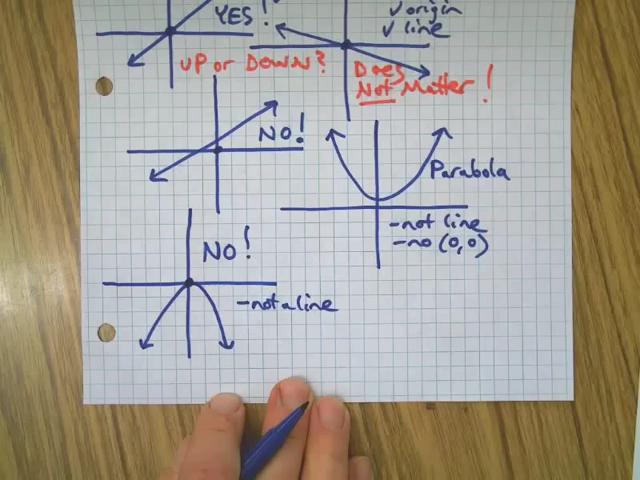 YES!
✓ origin
✓ line
UP or DOWN?
Does
Not Matter!
NO!
Parabola
- not line
- no (0,0)
NO!
- not a line